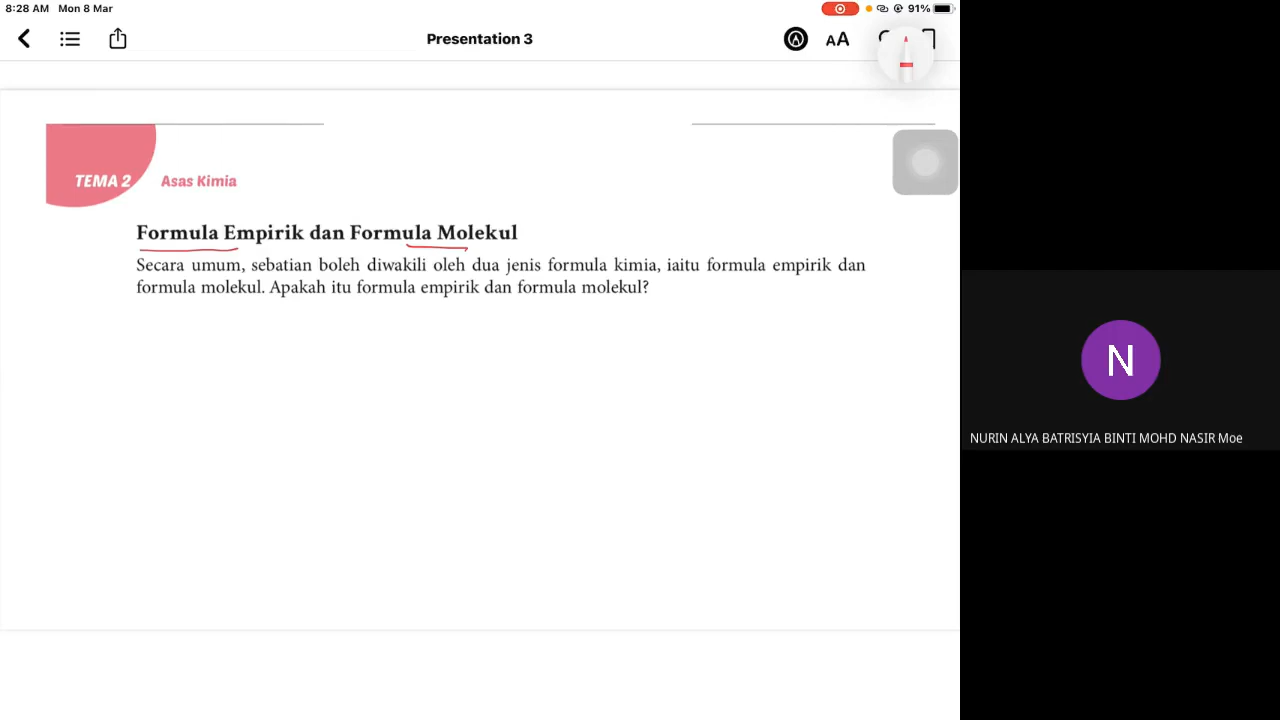 8:28 AM Mon 8 Mar
91%
Presentation 3
AA
TEMA 2 Asas Kimia
Formula Empirik dan Formula Molekul
Secara umum, sebatian boleh diwakili oleh dua jenis formula kimia, iaitu formula empirik dan
formula molekul. Apakah itu formula empirik dan formula molekul?
N
NURIN ALYA BATRISYIA BINTI MOHD NASIR Moe